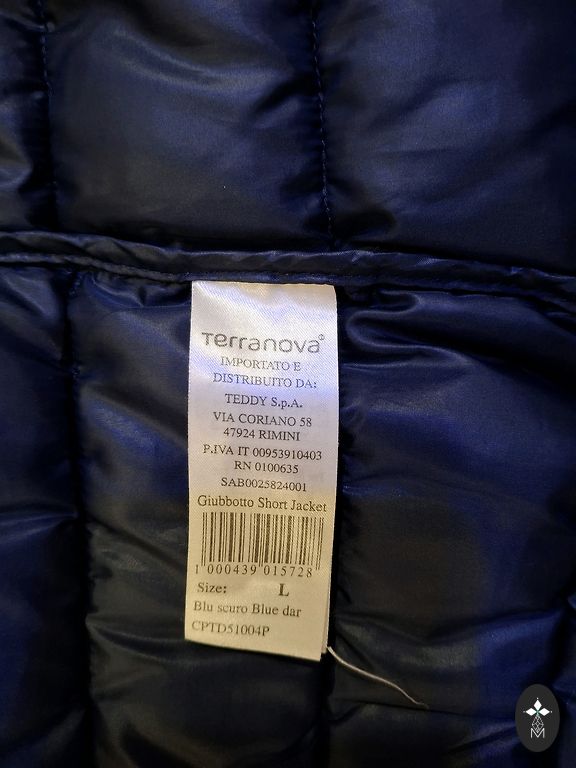 Terranova®
IMPORTATO E
DISTRIBUITO DA:
TEDDY S.p.A.
VIA CORIANO 58
47924 RIMINI
P.IVA IT 00953910403
RN 0100635
SAB0025824001
Giubbotto Short Jacket
1 000439 015728
Size: L
Blu scuro Blue dar
CPTD51004P
M